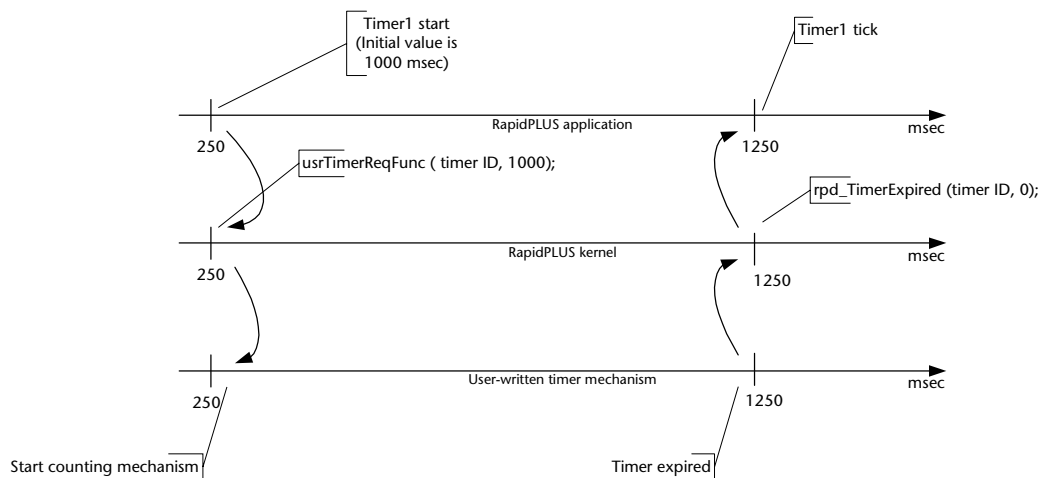 Timer1 start
(Initial value is
1000 msec)
Timer1 tick
RapidPLUS application
msec
250
1250
usrTimerReqFunc ( timer ID, 1000);
rpd_TimerExpired (timer ID, 0);
RapidPLUS kernel
msec
250
1250
User-written timer mechanism
msec
250
1250
Start counting mechanism
Timer expired